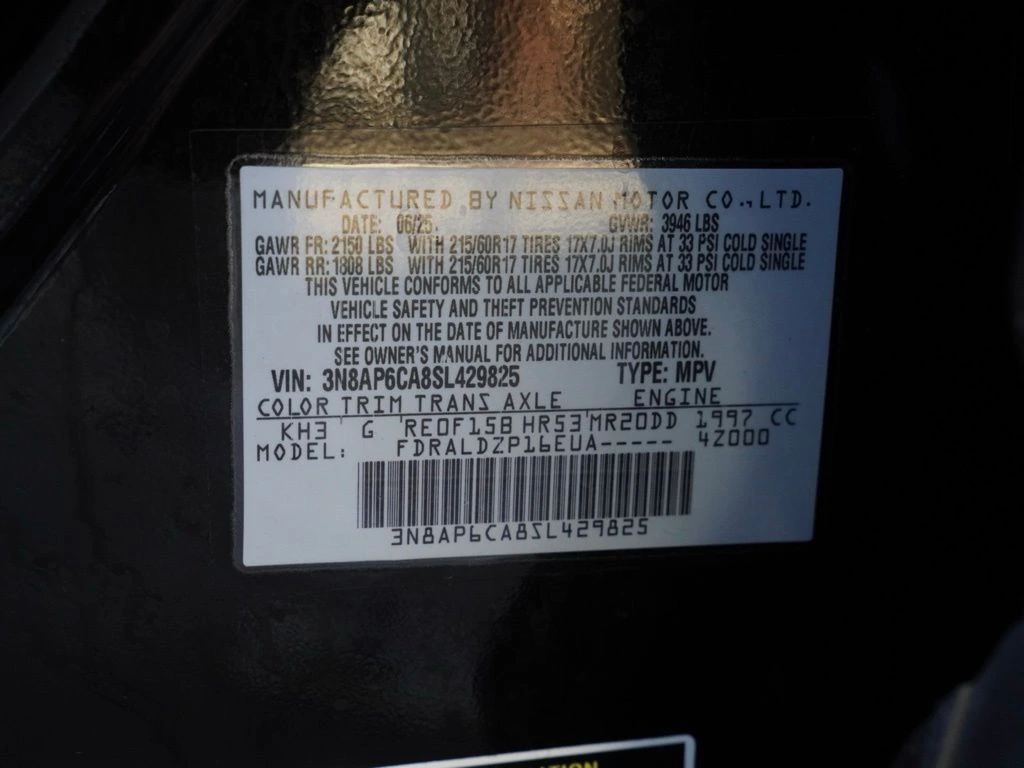 MANUFACTURED BY NISSAN MOTOR CO., LTD.
DATE: 06/25 GVWR: 3946 LBS
GAWR FR: 2150 LBS WITH 215/60R17 TIRES 17X7.0J RIMS AT 33 PSI COLD SINGLE
GAWR RR: 1808 LBS WITH 215/60R17 TIRES 17X7.0J RIMS AT 33 PSI COLD SINGLE
THIS VEHICLE CONFORMS TO ALL APPLICABLE FEDERAL MOTOR
VEHICLE SAFETY AND THEFT PREVENTION STANDARDS
IN EFFECT ON THE DATE OF MANUFACTURE SHOWN ABOVE.
SEE OWNER'S MANUAL FOR ADDITIONAL INFORMATION.
VIN: 3N8AP6CA8SL429825 TYPE: MPV
COLOR TRIM TRANS AXLE ENGINE
KH3 G RE0F15B HR53 MR20DD 1997 CC
MODEL: FDRALDZP16EUA----- 4Z000
3N8AP6CA8SL429825